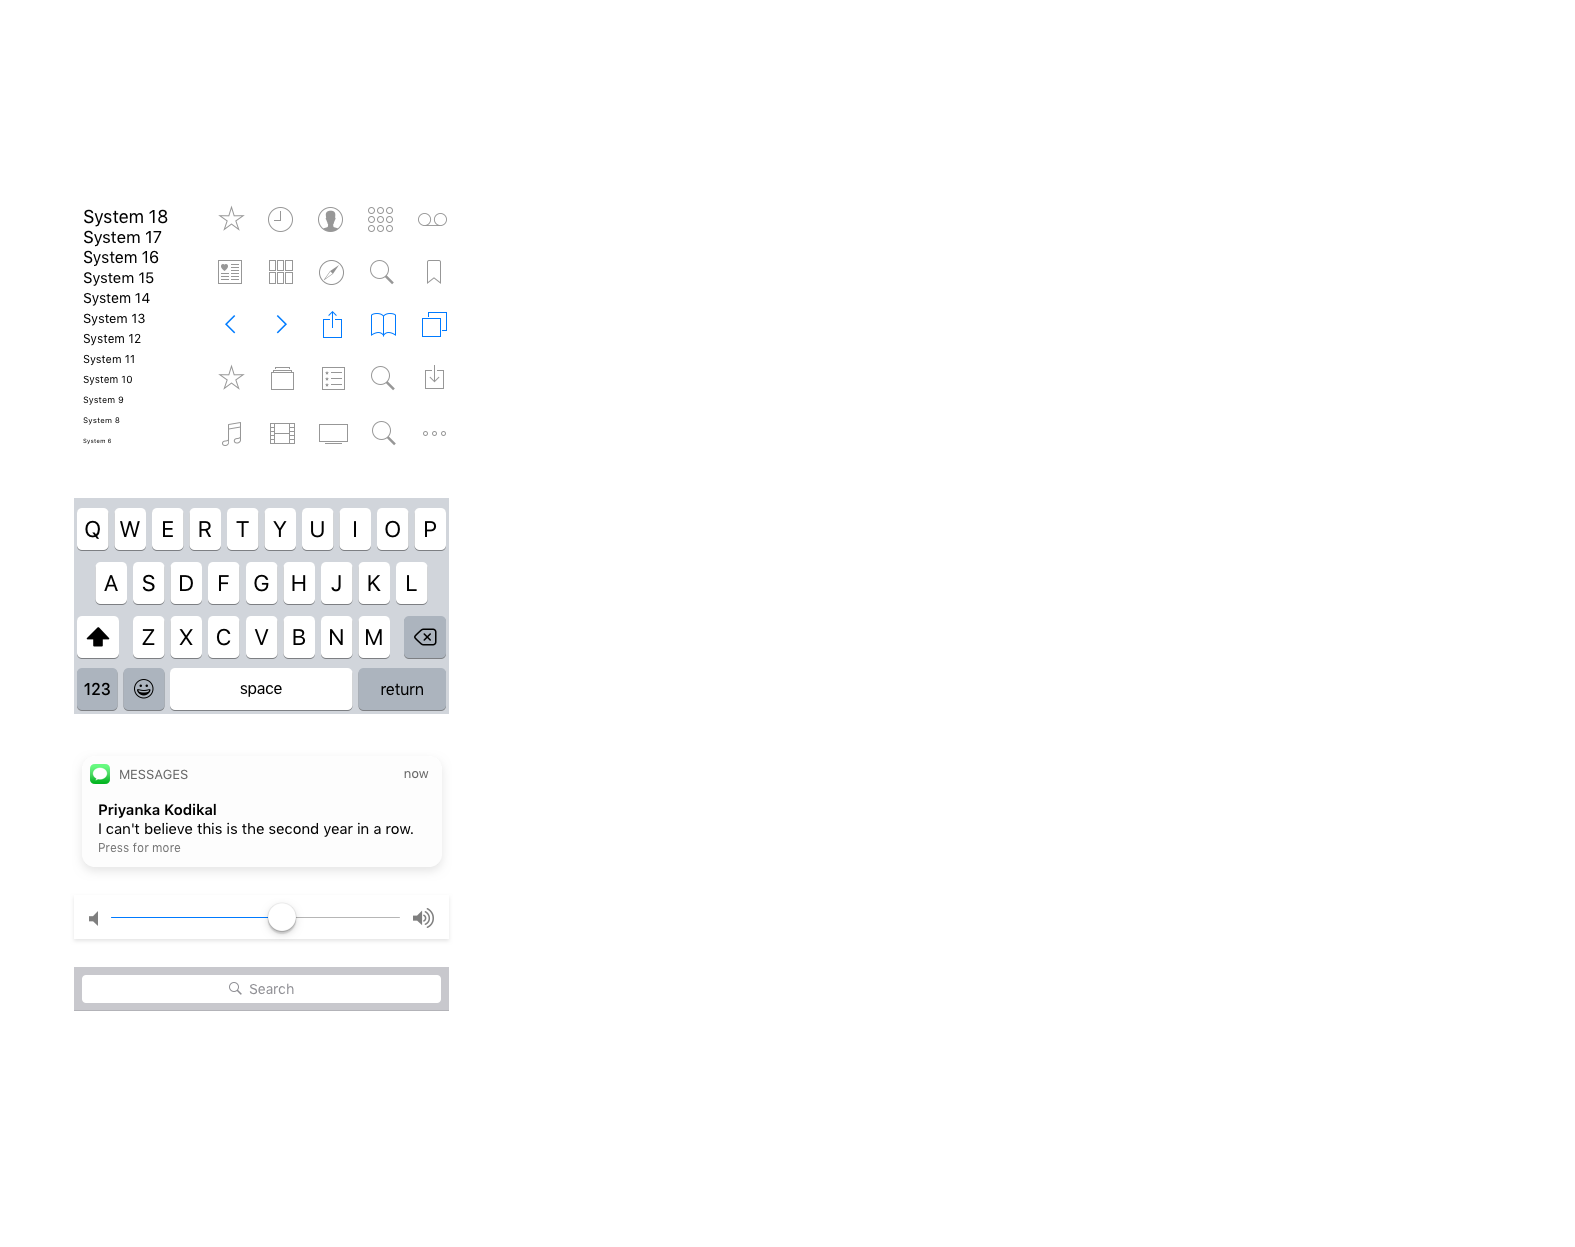 System 18
System 17
System 16
System 15
System 14
System 13
System 12
System 11
System 10
System 9
System 8
System 6
Q W E R T Y U I O P
A S D F G H J K L
Z X C V B N M
123 space return
MESSAGES now
Priyanka Kodikal
I can't believe this is the second year in a row.
Press for more
Search